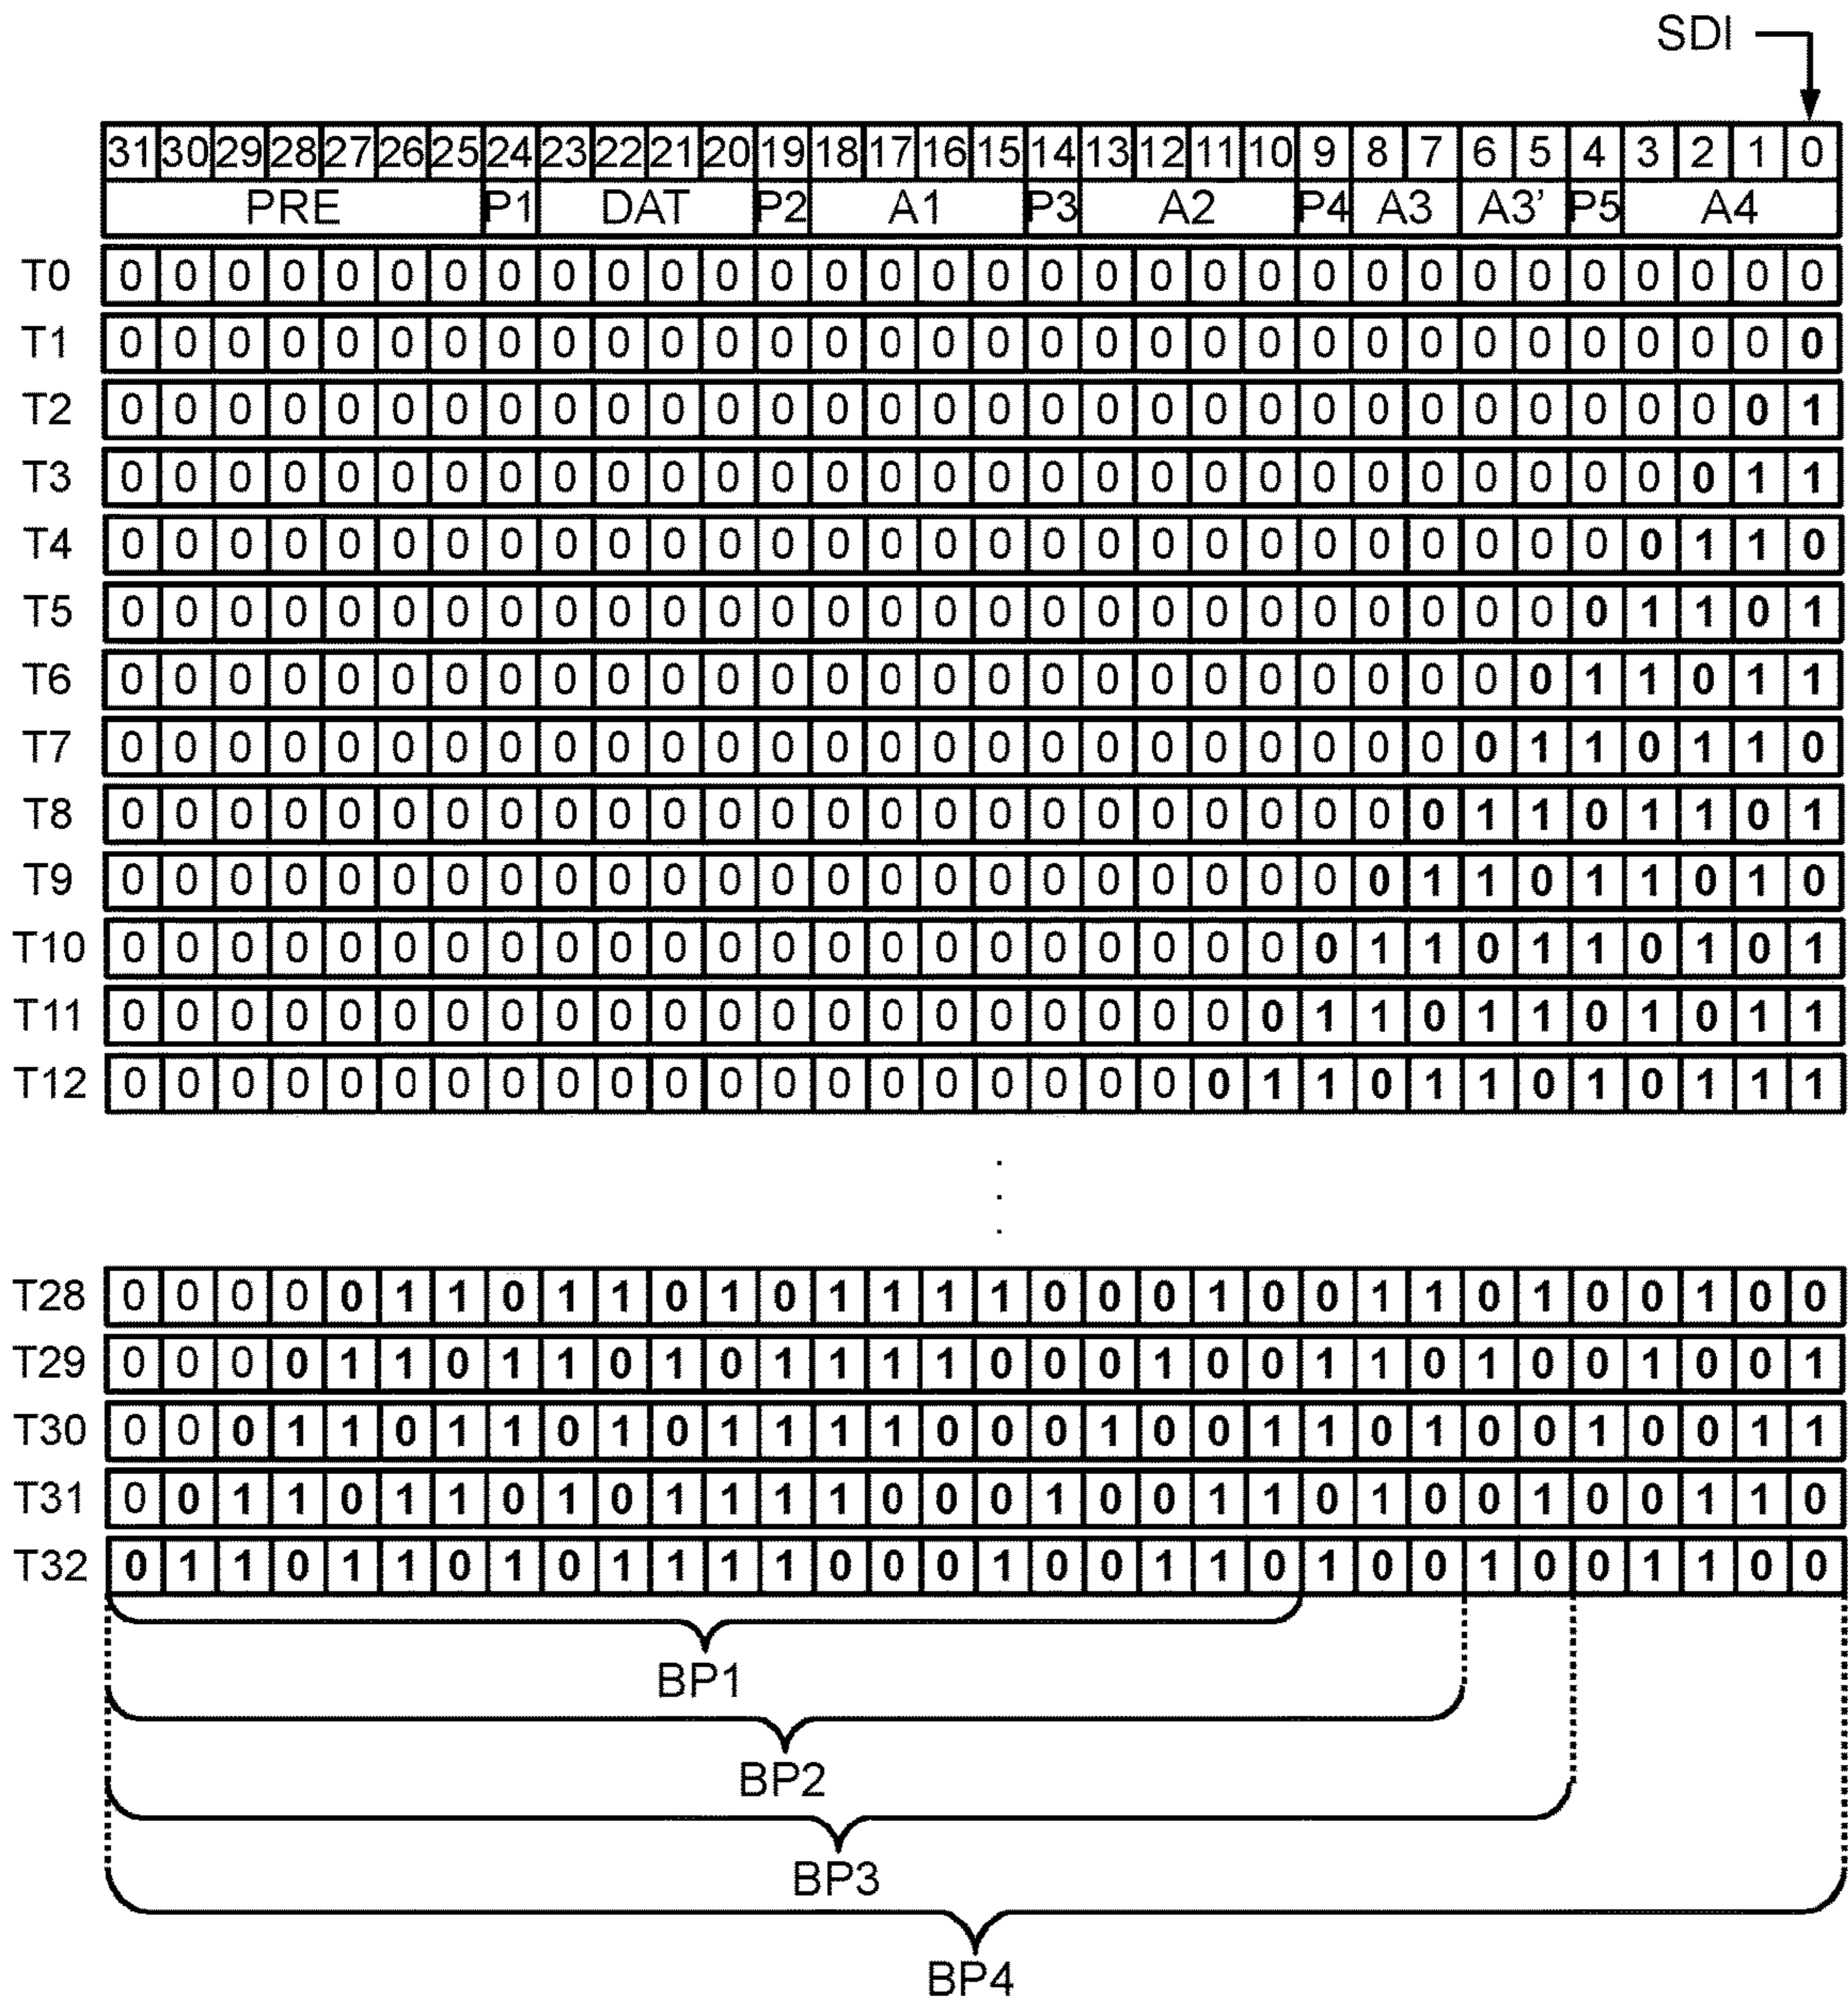 SDI
31 30 29 28 27 26 25 24 23 22 21 20 19 18 17 16 15 14 13 12 11 10 9 8 7 6 5 4 3 2 1 0
PRE P1 DAT P2 A1 P3 A2 P4 A3 A3' P5 A4
T0 0 0 0 0 0 0 0 0 0 0 0 0 0 0 0 0 0 0 0 0 0 0 0 0 0 0 0 0 0 0 0 0
T1 0 0 0 0 0 0 0 0 0 0 0 0 0 0 0 0 0 0 0 0 0 0 0 0 0 0 0 0 0 0 0 0
T2 0 0 0 0 0 0 0 0 0 0 0 0 0 0 0 0 0 0 0 0 0 0 0 0 0 0 0 0 0 0 0 1
T3 0 0 0 0 0 0 0 0 0 0 0 0 0 0 0 0 0 0 0 0 0 0 0 0 0 0 0 0 0 0 1 1
T4 0 0 0 0 0 0 0 0 0 0 0 0 0 0 0 0 0 0 0 0 0 0 0 0 0 0 0 0 0 1 1 0
T5 0 0 0 0 0 0 0 0 0 0 0 0 0 0 0 0 0 0 0 0 0 0 0 0 0 0 0 0 1 1 0 1
T6 0 0 0 0 0 0 0 0 0 0 0 0 0 0 0 0 0 0 0 0 0 0 0 0 0 0 0 1 1 0 1 1
T7 0 0 0 0 0 0 0 0 0 0 0 0 0 0 0 0 0 0 0 0 0 0 0 0 0 0 1 1 0 1 1 0
T8 0 0 0 0 0 0 0 0 0 0 0 0 0 0 0 0 0 0 0 0 0 0 0 0 0 1 1 0 1 1 0 1
T9 0 0 0 0 0 0 0 0 0 0 0 0 0 0 0 0 0 0 0 0 0 0 0 0 1 1 0 1 1 0 1 0
T10 0 0 0 0 0 0 0 0 0 0 0 0 0 0 0 0 0 0 0 0 0 0 0 1 1 0 1 1 0 1 0 1
T11 0 0 0 0 0 0 0 0 0 0 0 0 0 0 0 0 0 0 0 0 0 0 1 1 0 1 1 0 1 0 1 1
T12 0 0 0 0 0 0 0 0 0 0 0 0 0 0 0 0 0 0 0 0 0 1 1 0 1 1 0 1 0 1 1 1
T28 0 0 0 0 0 1 1 0 1 1 0 1 0 1 1 1 1 0 0 0 1 0 0 1 1 0 1 0 0 1 0 0
T29 0 0 0 0 1 1 0 1 1 0 1 0 1 1 1 1 0 0 0 1 0 0 1 1 0 1 0 0 1 0 0 1
T30 0 0 0 1 1 0 1 1 0 1 0 1 1 1 1 0 0 0 1 0 0 1 1 0 1 0 0 1 0 0 1 1
T31 0 0 1 1 0 1 1 0 1 0 1 1 1 1 0 0 0 1 0 0 1 1 0 1 0 0 1 0 0 1 1 0
T32 0 1 1 0 1 1 0 1 0 1 1 1 1 0 0 0 1 0 0 1 1 0 1 0 0 1 0 0 1 1 0 0
BP1
BP2
BP3
BP4